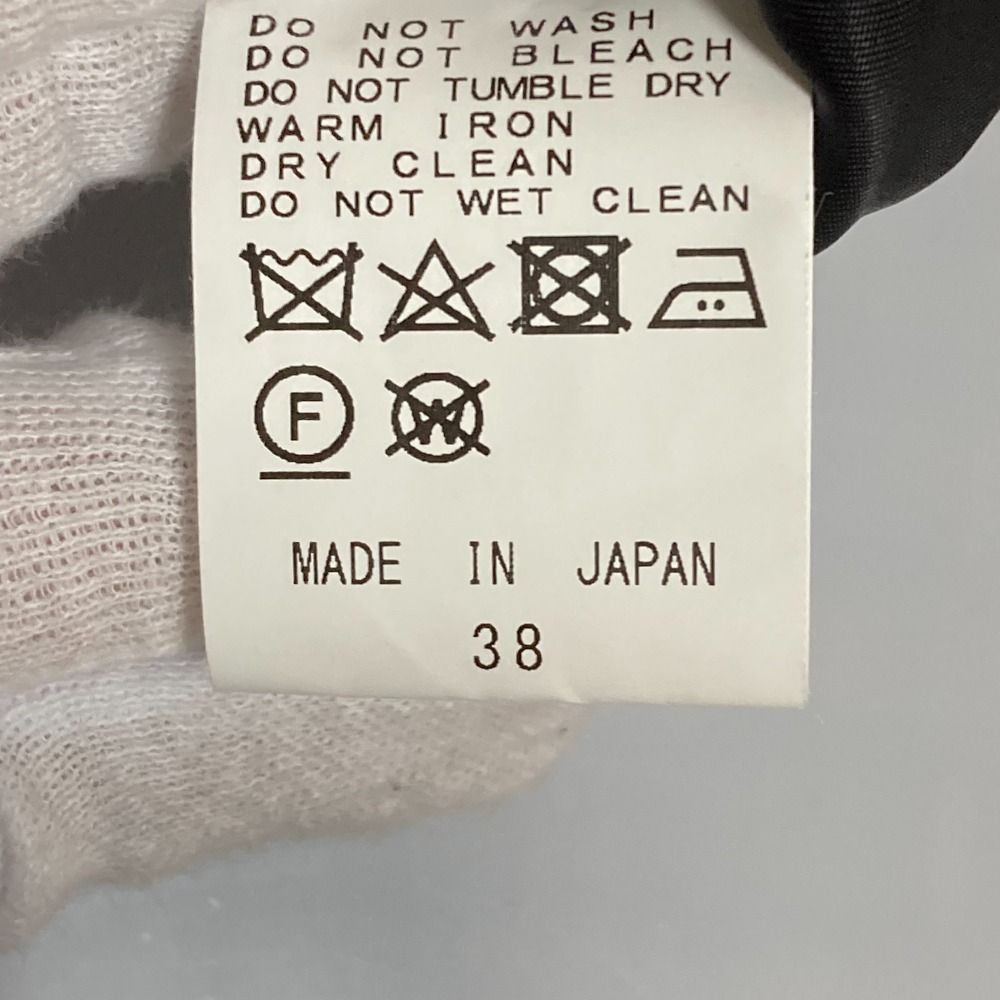 DO NOT WASH
DO NOT BLEACH
DO NOT TUMBLE DRY
WARM IRON
DRY CLEAN
DO NOT WET CLEAN
F W
MADE IN JAPAN
38